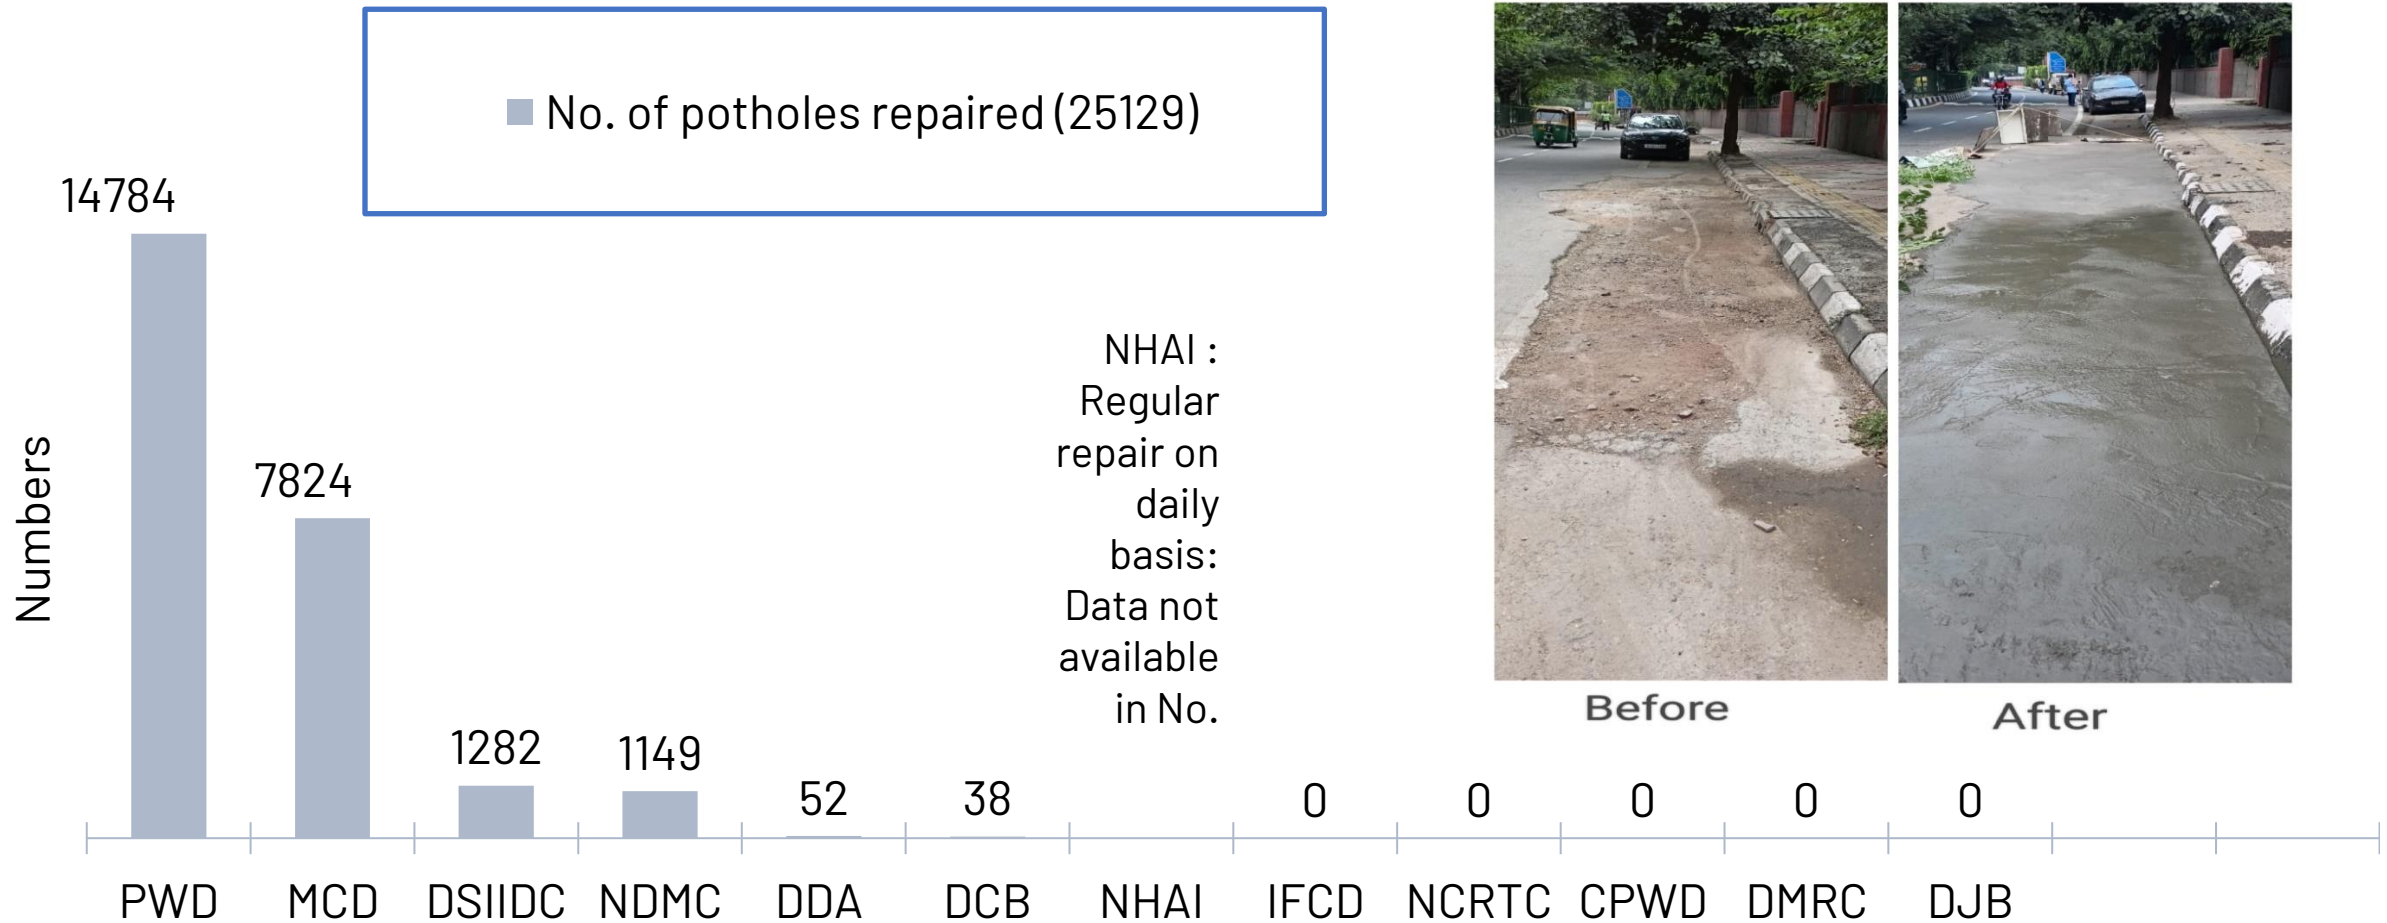 No. of potholes repaired (25129)
14784
7824
1282
1149
52
38
0
0
0
0
0
NHAI :
Regular
repair on
daily
basis:
Data not
available
in No.
Numbers
PWD
MCD
DSIIDC
NDMC
DDA
DCB
NHAI
IFCD
NCRTC
CPWD
DMRC
DJB
Before
After